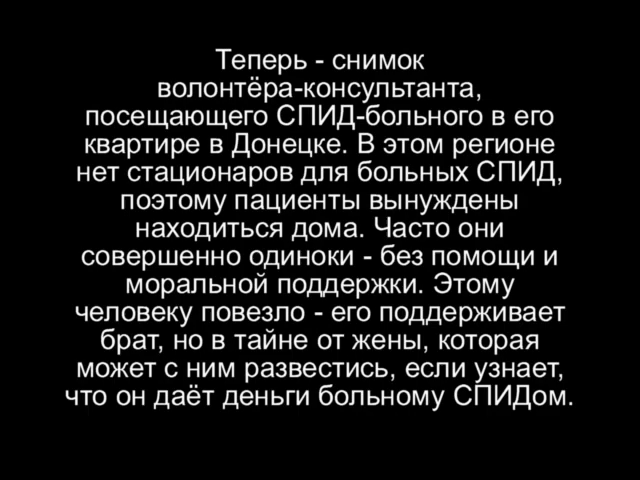 Теперь - снимок
волонтёра-консультанта,
посещающего СПИД-больного в его
квартире в Донецке. В этом регионе
нет стационаров для больных СПИД,
поэтому пациенты вынуждены
находиться дома. Часто они
совершенно одиноки - без помощи и
моральной поддержки. Этому
человеку повезло - его поддерживает
брат, но в тайне от жены, которая
может с ним развестись, если узнает,
что он даёт деньги больному СПИДом.